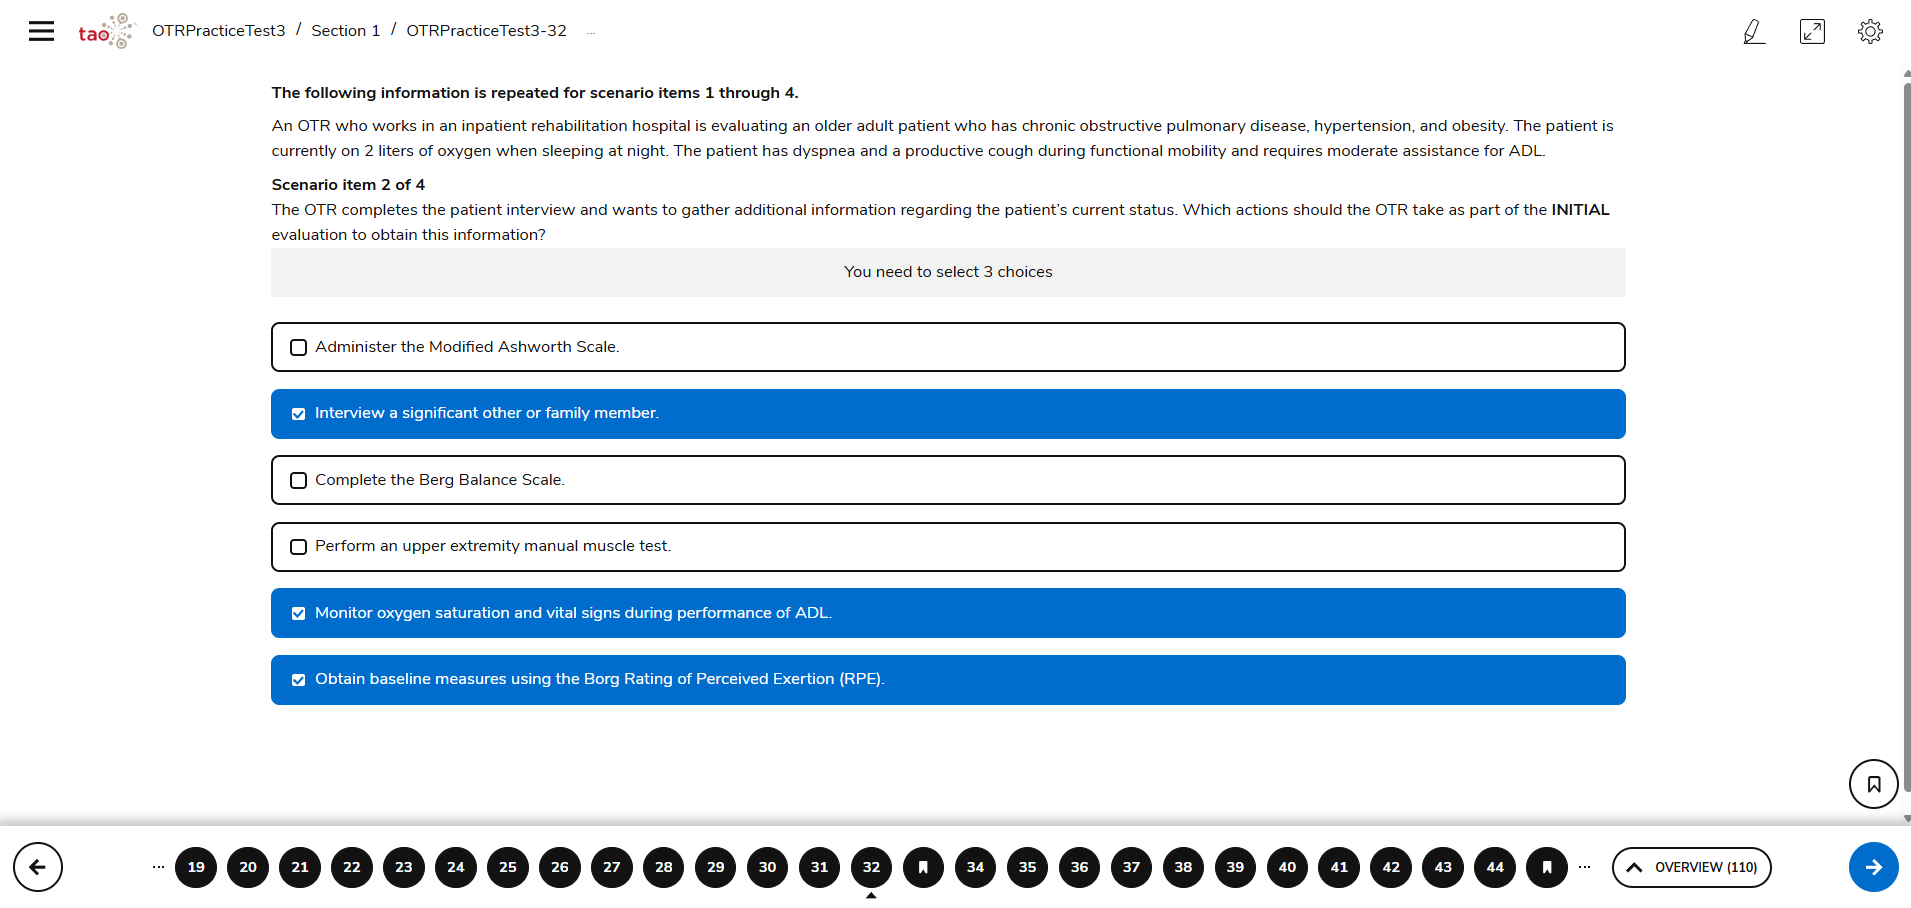 tao
OTRPracticeTest3 / Section 1 / OTRPracticeTest3-32 ...
The following information is repeated for scenario items 1 through 4.
An OTR who works in an inpatient rehabilitation hospital is evaluating an older adult patient who has chronic obstructive pulmonary disease, hypertension, and obesity. The patient is
currently on 2 liters of oxygen when sleeping at night. The patient has dyspnea and a productive cough during functional mobility and requires moderate assistance for ADL.
Scenario item 2 of 4
The OTR completes the patient interview and wants to gather additional information regarding the patient’s current status. Which actions should the OTR take as part of the INITIAL
evaluation to obtain this information?
You need to select 3 choices
Administer the Modified Ashworth Scale.
Interview a significant other or family member.
Complete the Berg Balance Scale.
Perform an upper extremity manual muscle test.
Monitor oxygen saturation and vital signs during performance of ADL.
Obtain baseline measures using the Borg Rating of Perceived Exertion (RPE).
... 19 20 21 22 23 24 25 26 27 28 29 30 31 32 34 35 36 37 38 39 40 41 42 43 44 ... OVERVIEW (110)